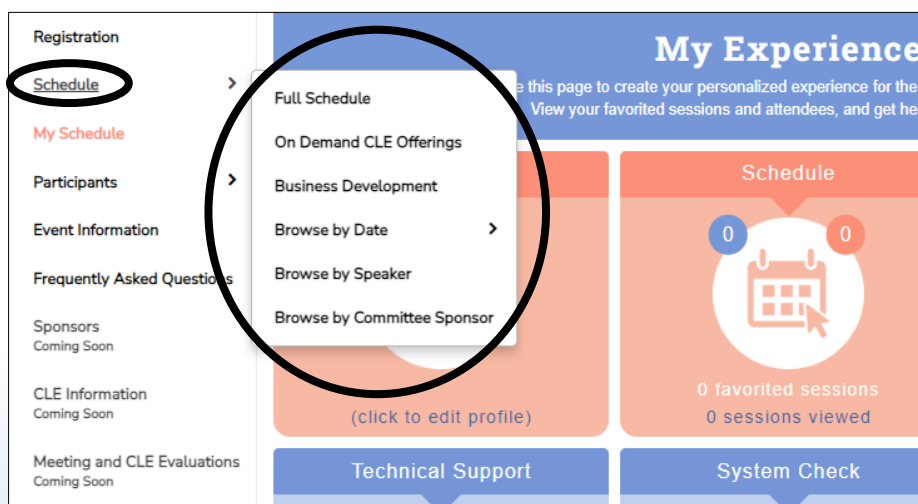 Registration
Schedule
My Schedule
Participants
Event Information
Frequently Asked Questions
Sponsors
Coming Soon
CLE Information
Coming Soon
Meeting and CLE Evaluations
Coming Soon
Full Schedule
On Demand CLE Offerings
Business Development
Browse by Date
Browse by Speaker
Browse by Committee Sponsor
My Experience
this page to create your personalized experience for the
View your favorited sessions and attendees, and get he
(click to edit profile)
Schedule
0 0
0 favorited sessions
0 sessions viewed
Technical Support
System Check